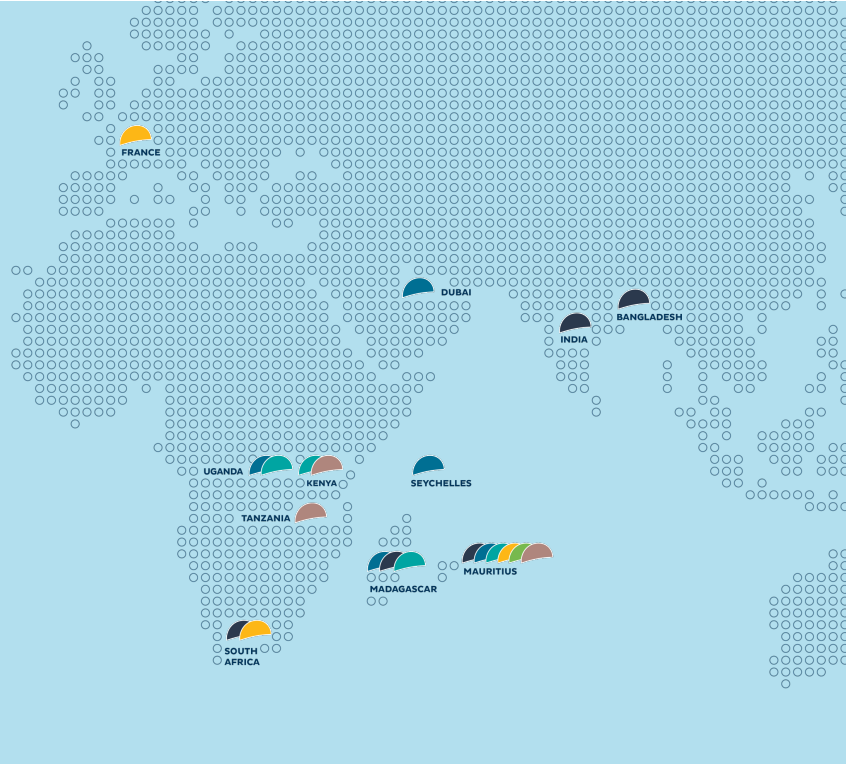 FRANCE
DUBAI
BANGLADESH
INDIA
UGANDA
KENYA
SEYCHELLES
TANZANIA
MAURITIUS
MADAGASCAR
SOUTH
AFRICA